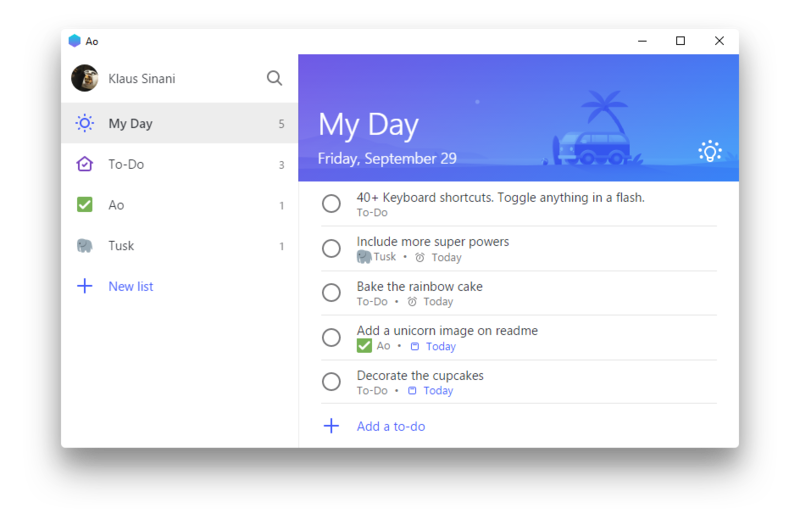 Ao
Klaus Sinani
My Day 5
To-Do 3
Ao 1
Tusk 1
New list
My Day
Friday, September 29
40+ Keyboard shortcuts. Toggle anything in a flash.
To-Do
Include more super powers
Tusk • Today
Bake the rainbow cake
To-Do • Today
Add a unicorn image on readme
Ao • Today
Decorate the cupcakes
To-Do • Today
Add a to-do